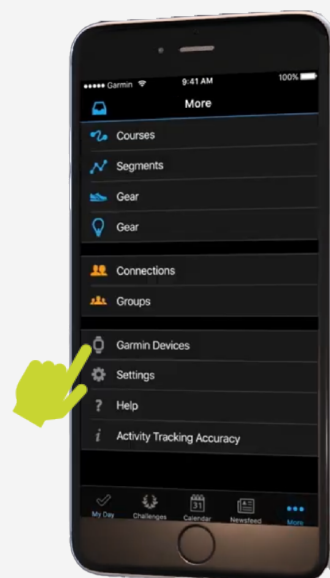 Garmin 9:41 AM 100%
More
Courses
Segments
Gear
Gear
Connections
Groups
Garmin Devices
Settings
? Help
i Activity Tracking Accuracy
31
My Day Challenges Calendar Newsfeed More